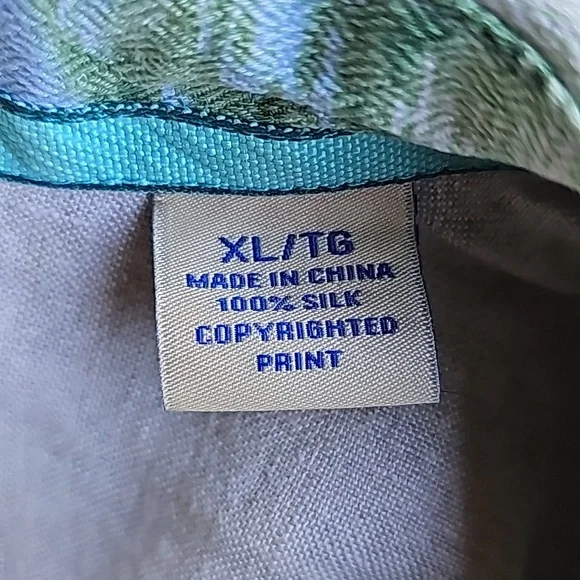 XL/TG
MADE IN CHINA
100% SILK
COPYRIGHTED
PRINT